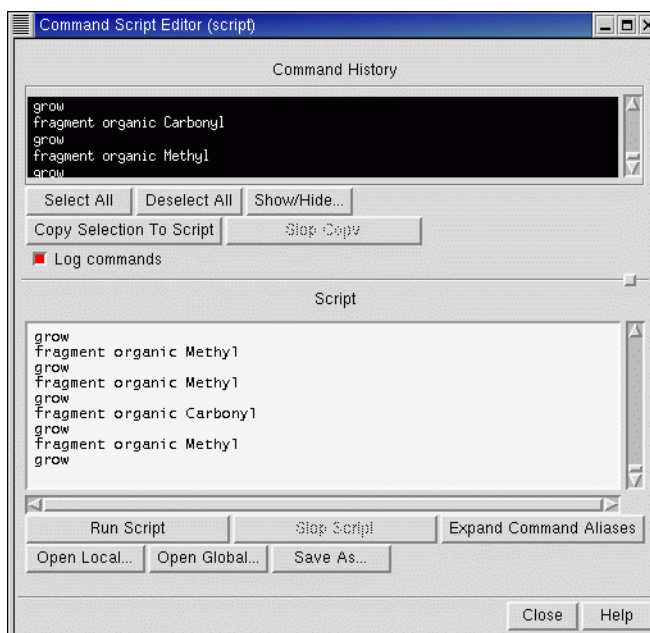 Command Script Editor (script)
Command History
grow
fragment organic Carbonyl
grow
fragment organic Methyl
grow
Select All Deselect All Show/Hide...
Copy Selection To Script Stop Copy
Log commands
Script
grow
fragment organic Methyl
grow
fragment organic Methyl
grow
fragment organic Carbonyl
grow
fragment organic Methyl
grow
Run Script Stop Script Expand Command Aliases
Open Local... Open Global... Save As...
Close Help